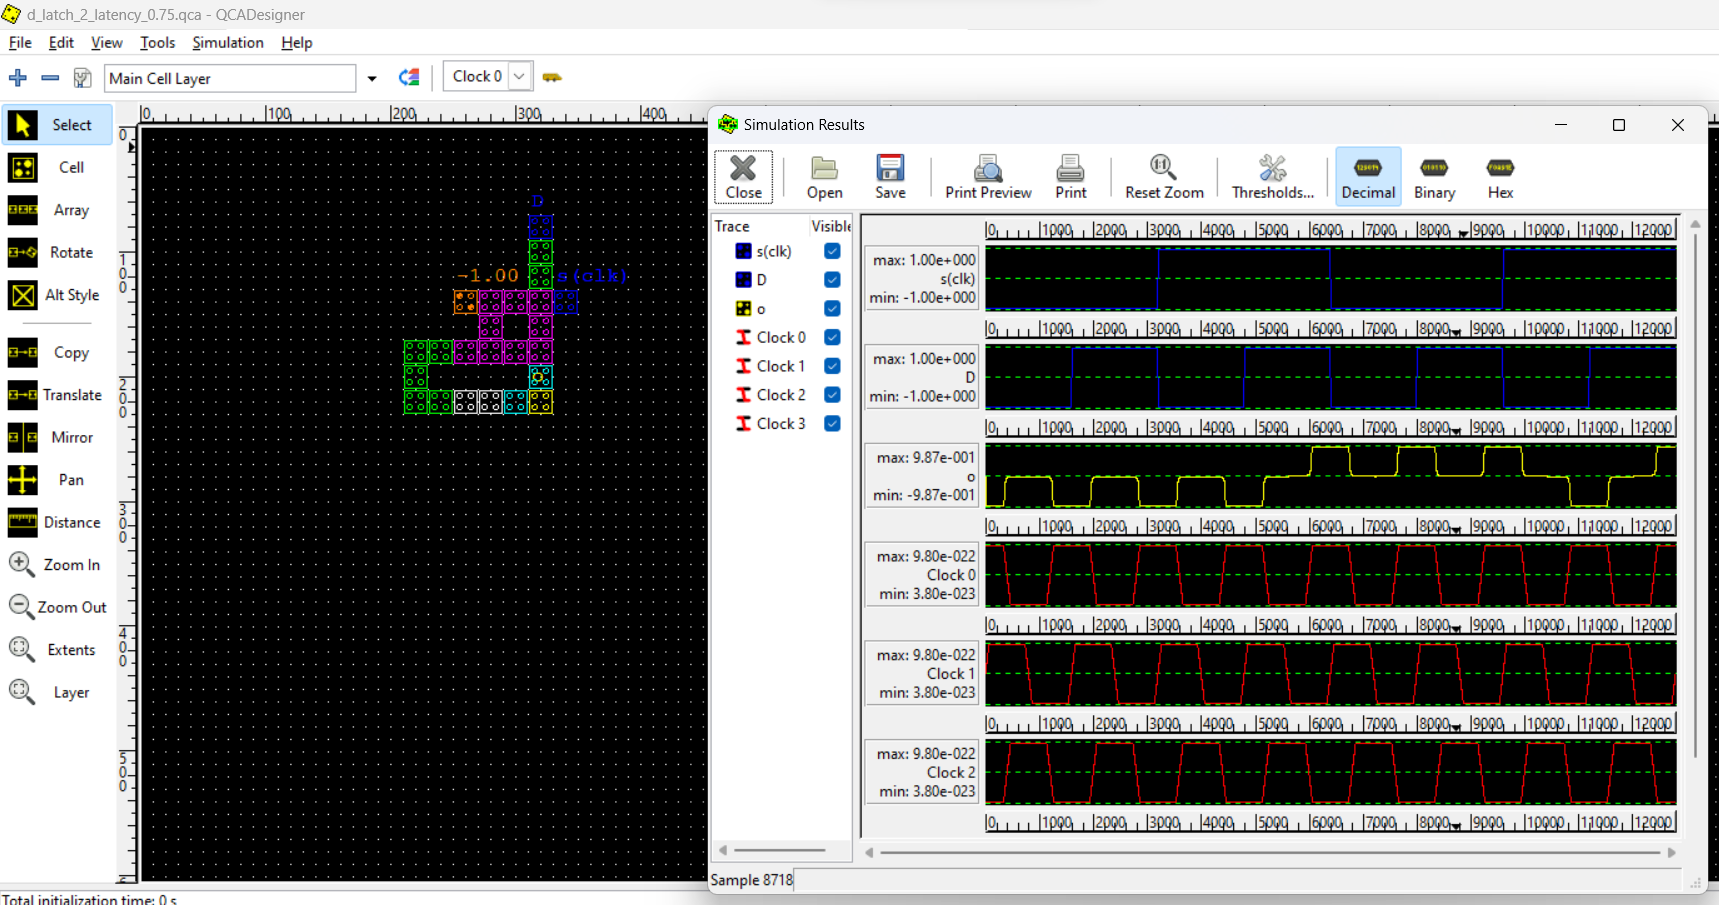 d_latch_2_latency_0.75.qca - QCADesigner
File Edit View Tools Simulation Help
Main Cell Layer
Clock 0
Select
Cell
Array
Rotate
Alt Style
Copy
Translate
Mirror
Pan
Distance
Zoom In
Zoom Out
Extents
Layer
0 100 200 300 400
0
100
200
300
400
500
D
-1.00 s(clk)
o
Total initialization time: 0 s
Simulation Results
Close Open Save Print Preview Print Reset Zoom Thresholds... Decimal Binary Hex
Trace Visible
s(clk)
D
o
Clock 0
Clock 1
Clock 2
Clock 3
0 1000 2000 3000 4000 5000 6000 7000 8000 9000 10000 11000 12000
max: 1.00e+000
s(clk)
min: -1.00e+000
0 1000 2000 3000 4000 5000 6000 7000 8000 9000 10000 11000 12000
max: 1.00e+000
D
min: -1.00e+000
0 1000 2000 3000 4000 5000 6000 7000 8000 9000 10000 11000 12000
max: 9.87e-001
o
min: -9.87e-001
0 1000 2000 3000 4000 5000 6000 7000 8000 9000 10000 11000 12000
max: 9.80e-022
Clock 0
min: 3.80e-023
0 1000 2000 3000 4000 5000 6000 7000 8000 9000 10000 11000 12000
max: 9.80e-022
Clock 1
min: 3.80e-023
0 1000 2000 3000 4000 5000 6000 7000 8000 9000 10000 11000 12000
max: 9.80e-022
Clock 2
min: 3.80e-023
0 1000 2000 3000 4000 5000 6000 7000 8000 9000 10000 11000 12000
Sample 8718